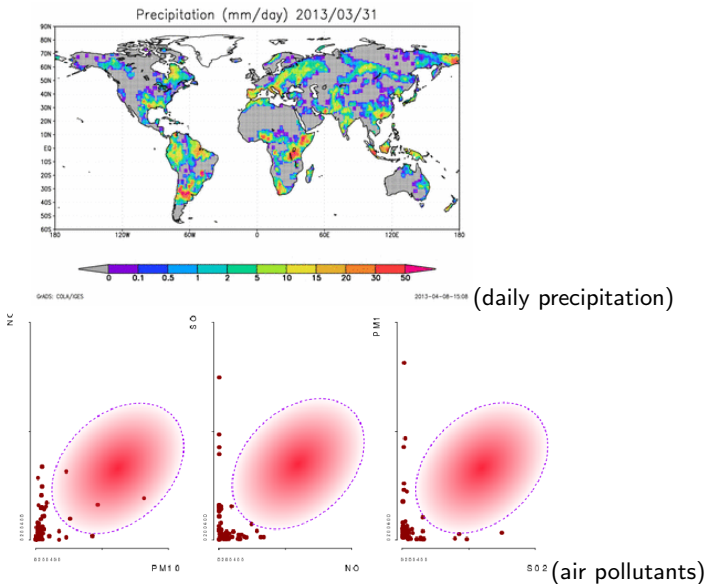 Precipitation (mm/day) 2013/03/31
90N
80N
70N
60N
50N
40N
30N
20N
10N
EQ
10S
20S
30S
40S
50S
60S
180 120W 60W 0 60E 120E 180
0 0.1 0.5 1 2 5 10 15 20 30 50
GrADS: COLA/IGES 2013-04-08-15:08
(daily precipitation)
SO
PM1
PM10 NO SO2
(air pollutants)